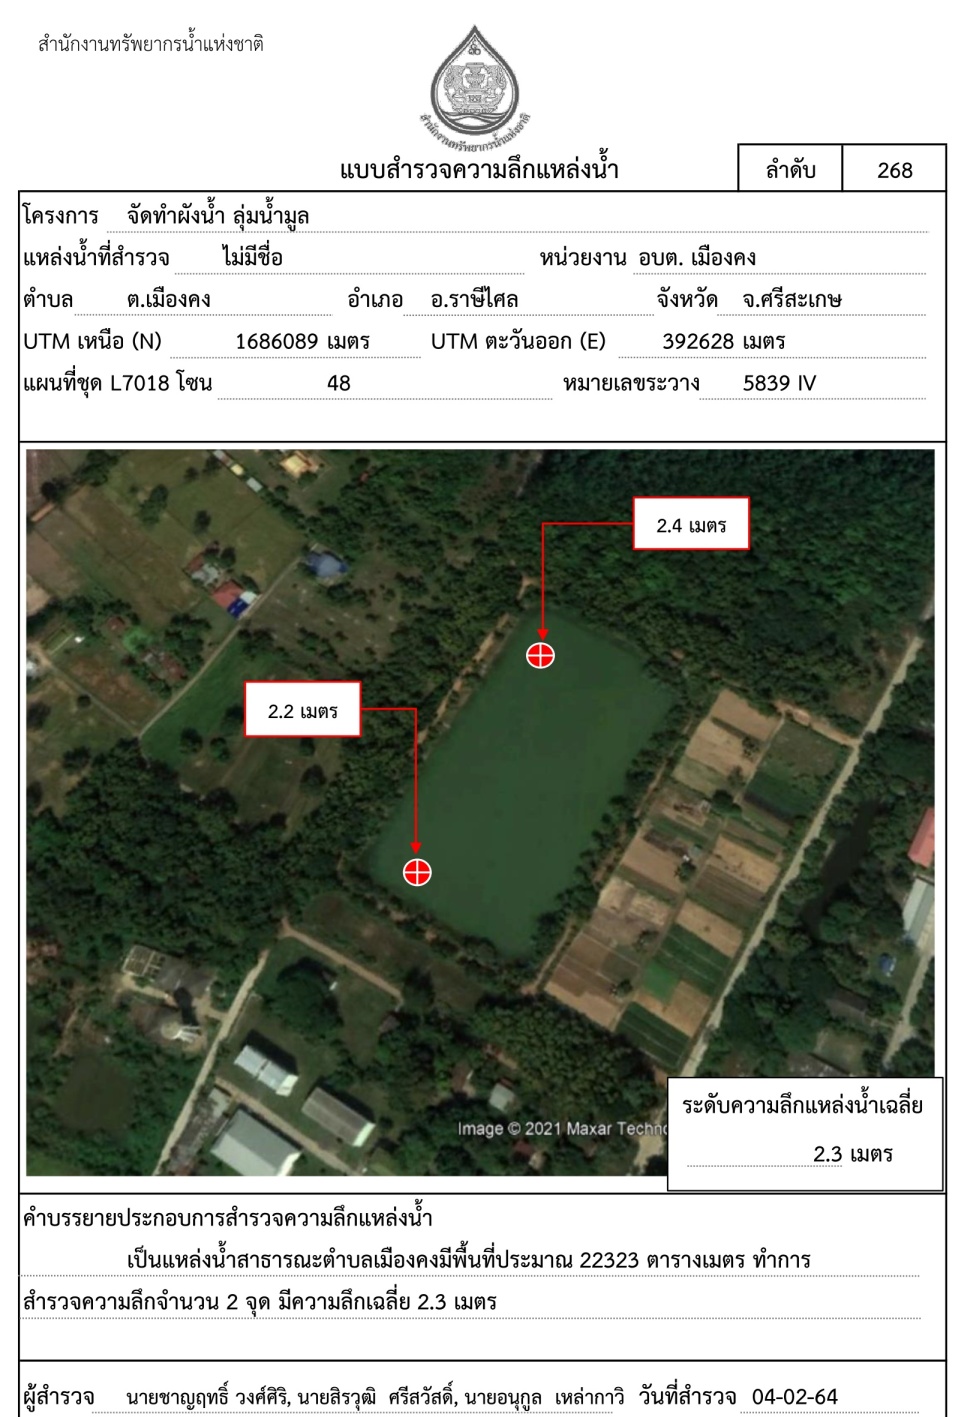 สำนักงานทรัพยากรน้ำแห่งชาติ
สำนักงานทรัพยากรน้ำแห่งชาติ
แบบสำรวจความลึกแหล่งน้ำ ลำดับ 268
โครงการ จัดทำผังน้ำ ลุ่มน้ำมูล
แหล่งน้ำที่สำรวจ ไม่มีชื่อ หน่วยงาน อบต. เมืองคง
ตำบล ต.เมืองคง อำเภอ อ.ราษีไศล จังหวัด จ.ศรีสะเกษ
UTM เหนือ (N) 1686089 เมตร UTM ตะวันออก (E) 392628 เมตร
แผนที่ชุด L7018 โซน 48 หมายเลขระวาง 5839 IV
2.4 เมตร
2.2 เมตร
Image © 2021 Maxar Techno
ระดับความลึกแหล่งน้ำเฉลี่ย
2.3 เมตร
คำบรรยายประกอบการสำรวจความลึกแหล่งน้ำ
เป็นแหล่งน้ำสาธารณะตำบลเมืองคงมีพื้นที่ประมาณ 22323 ตารางเมตร ทำการ
สำรวจความลึกจำนวน 2 จุด มีความลึกเฉลี่ย 2.3 เมตร
ผู้สำรวจ นายชาญฤทธิ์ วงศ์ศิริ, นายสิรวุฒิ ศรีสวัสดิ์, นายอนุกูล เหล่ากาวิ วันที่สำรวจ 04-02-64